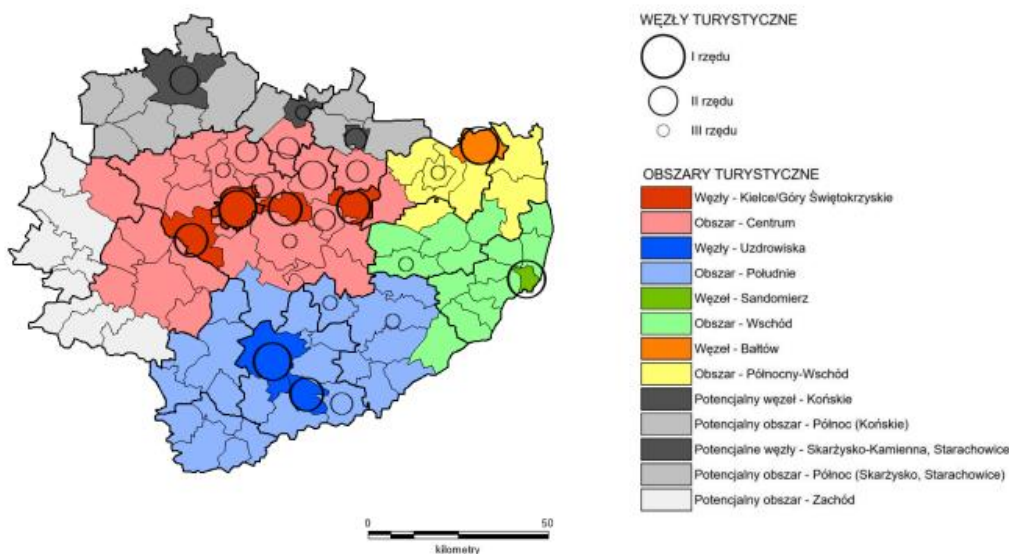 WĘZŁY TURYSTYCZNE
I rzędu
II rzędu
III rzędu
OBSZARY TURYSTYCZNE
Węzły - Kielce/Góry Świętokrzyskie
Obszar - Centrum
Węzły - Uzdrowiska
Obszar - Południe
Węzeł - Sandomierz
Obszar - Wschód
Węzeł - Bałtów
Obszar - Północny-Wschód
Potencjalny węzeł - Końskie
Potencjalny obszar - Północ (Końskie)
Potencjalne węzły - Skarżysko-Kamienna, Starachowice
Potencjalny obszar - Północ (Skarżysko, Starachowice)
Potencjalny obszar - Zachód
0 50
kilometry